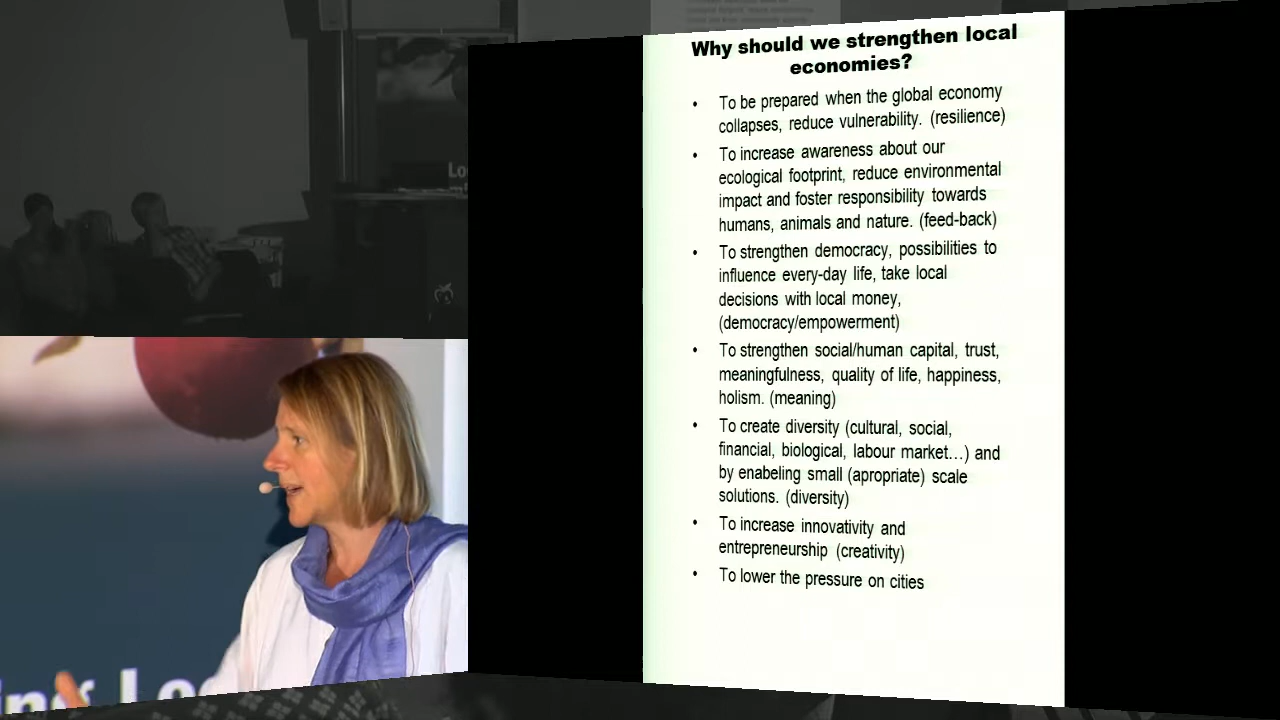 Why should we strengthen local
economies?
• To be prepared when the global economy
collapses, reduce vulnerability. (resilience)
• To increase awareness about our
ecological footprint, reduce environmental
impact and foster responsibility towards
humans, animals and nature. (feed-back)
• To strengthen democracy, possibilities to
influence every-day life, take local
decisions with local money,
(democracy/empowerment)
• To strengthen social/human capital, trust,
meaningfulness, quality of life, happiness,
holism. (meaning)
• To create diversity (cultural, social,
financial, biological, labour market...) and
by enabeling small (apropriate) scale
solutions. (diversity)
• To increase innovativity and
entrepreneurship (creativity)
• To lower the pressure on cities
Lo
ing Loc